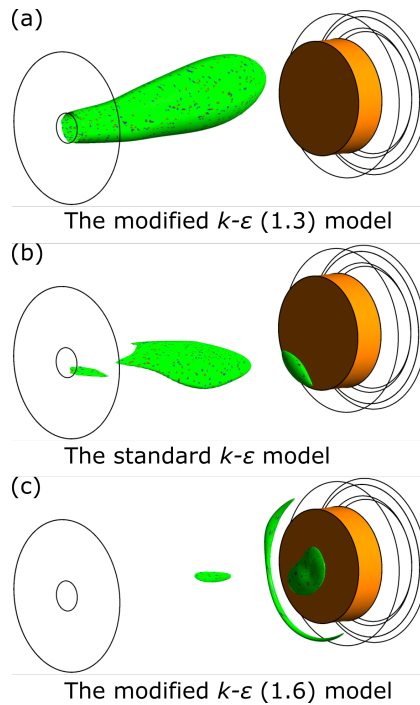 (a)
The modified k-ε (1.3) model
(b)
The standard k-ε model
(c)
The modified k-ε (1.6) model